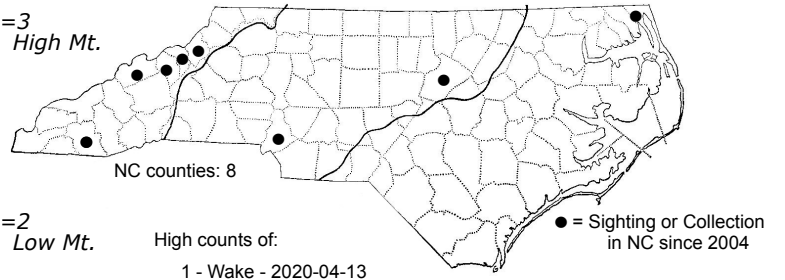 =3
High Mt.
NC counties: 8
=2
Low Mt.
High counts of:
1 - Wake - 2020-04-13
● = Sighting or Collection
in NC since 2004